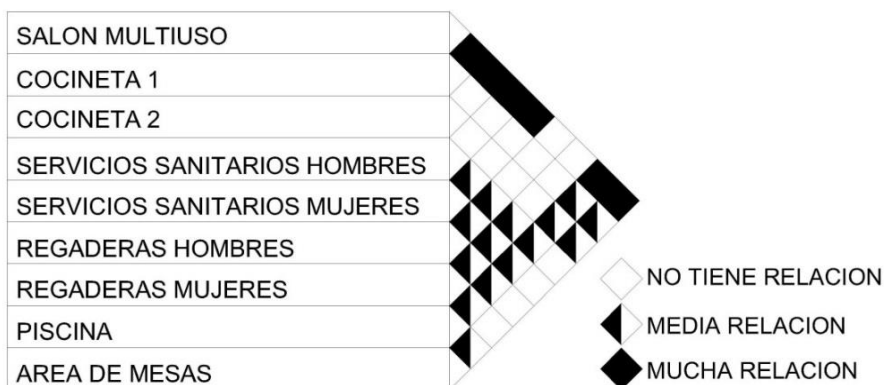 SALON MULTIUSO
COCINETA 1
COCINETA 2
SERVICIOS SANITARIOS HOMBRES
SERVICIOS SANITARIOS MUJERES
REGADERAS HOMBRES
REGADERAS MUJERES
PISCINA
AREA DE MESAS
NO TIENE RELACION
MEDIA RELACION
MUCHA RELACION